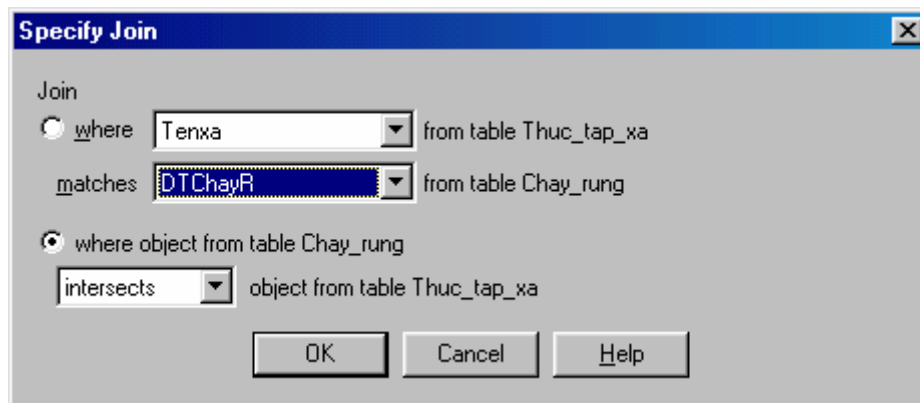 Specify Join
Join
where Tenxa from table Thuc_tap_xa
matches DTChayR from table Chay_rung
where object from table Chay_rung
intersects object from table Thuc_tap_xa
OK Cancel Help